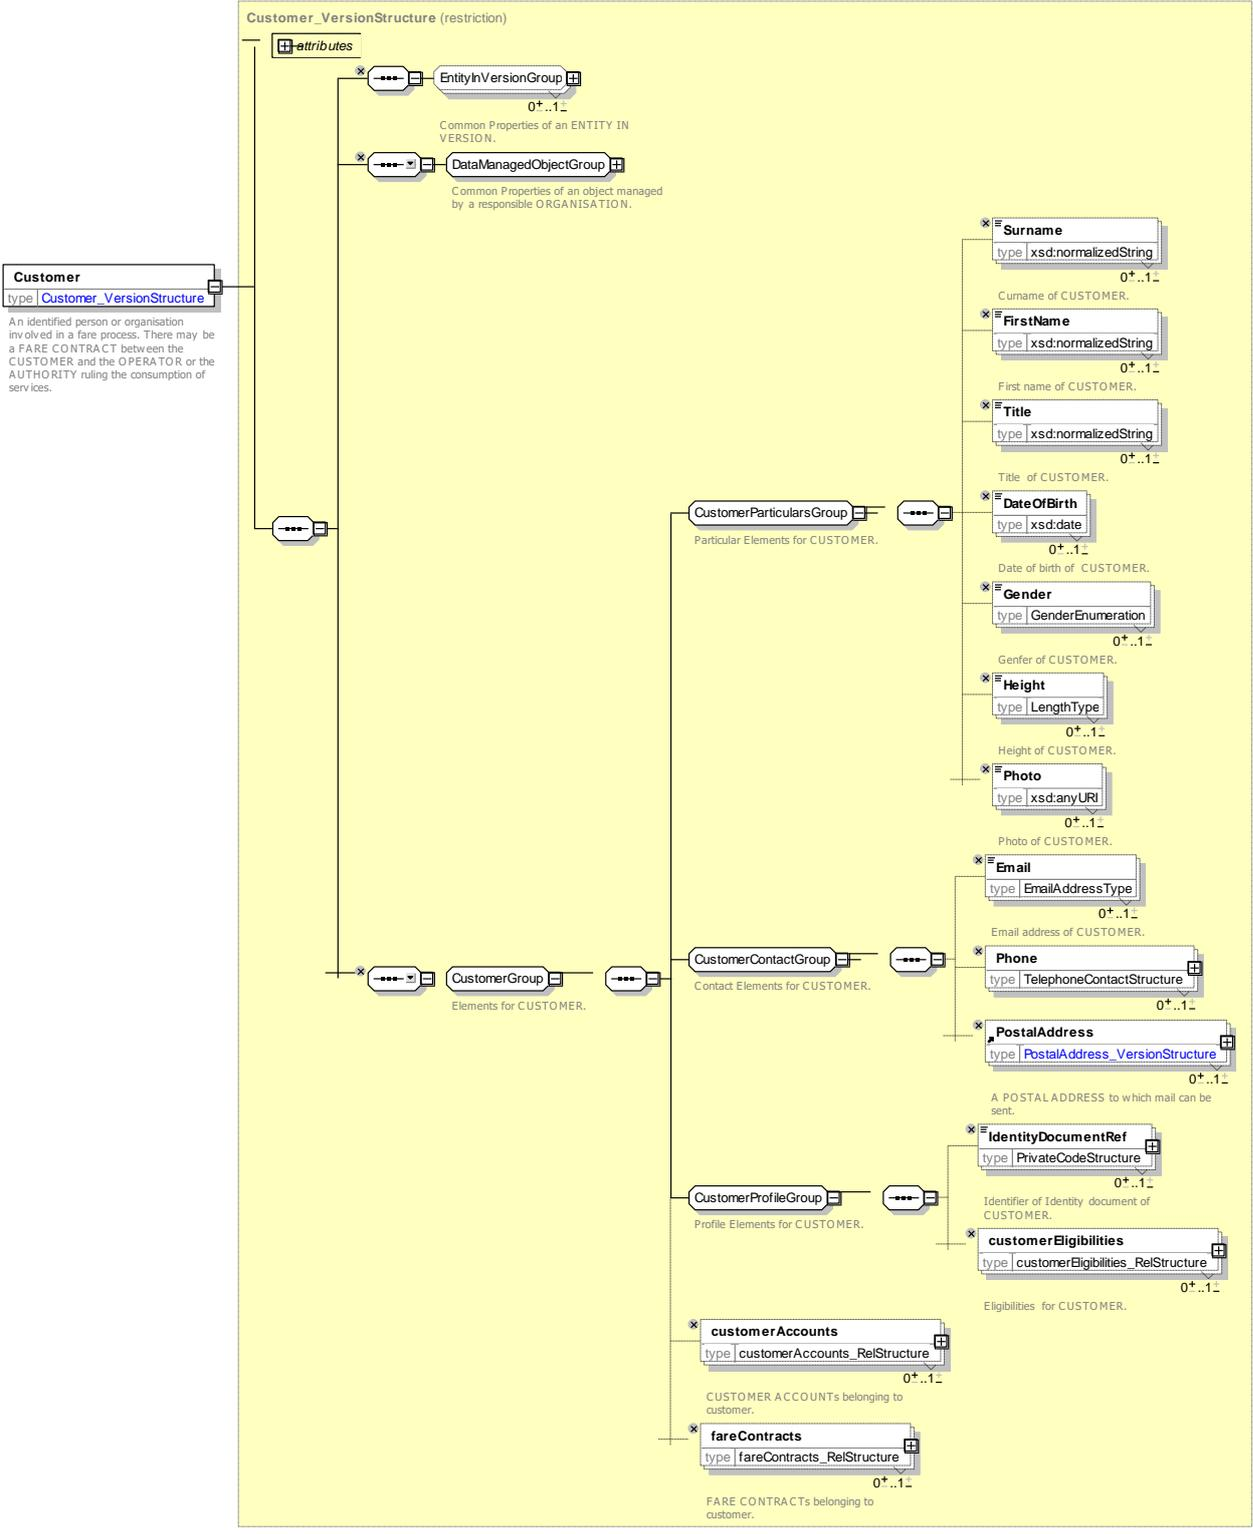 Customer_VersionStructure (restriction)
attributes
EntityInVersionGroup
0..1
Common Properties of an ENTITY IN
VERSION.
DataManagedObjectGroup
Common Properties of an object managed
by a responsible ORGANISATION.
Customer
type Customer_VersionStructure
An identified person or organisation
involved in a fare process. There may be
a FARE CONTRACT between the
CUSTOMER and the OPERATOR or the
AUTHORITY ruling the consumption of
services.
Surname
type xsd:normalizedString
0..1
Curname of CUSTOMER.
FirstName
type xsd:normalizedString
0..1
First name of CUSTOMER.
Title
type xsd:normalizedString
0..1
Title of CUSTOMER.
CustomerParticularsGroup
Particular Elements for CUSTOMER.
DateOfBirth
type xsd:date
0..1
Date of birth of CUSTOMER.
Gender
type GenderEnumeration
0..1
Genfer of CUSTOMER.
Height
type LengthType
0..1
Height of CUSTOMER.
Photo
type xsd:anyURI
0..1
Photo of CUSTOMER.
Email
type EmailAddressType
0..1
Email address of CUSTOMER.
CustomerGroup
Elements for CUSTOMER.
CustomerContactGroup
Contact Elements for CUSTOMER.
Phone
type TelephoneContactStructure
0..1
PostalAddress
type PostalAddress_VersionStructure
0..1
A POSTAL ADDRESS to which mail can be
sent.
IdentityDocumentRef
type PrivateCodeStructure
0..1
Identifier of Identity document of
CUSTOMER.
CustomerProfileGroup
Profile Elements for CUSTOMER.
customerEligibilities
type customerEligibilities_RelStructure
0..1
Eligibilities for CUSTOMER.
customerAccounts
type customerAccounts_RelStructure
0..1
CUSTOMER ACCOUNTs belonging to
customer.
fareContracts
type fareContracts_RelStructure
0..1
FARE CONTRACTs belonging to
customer.